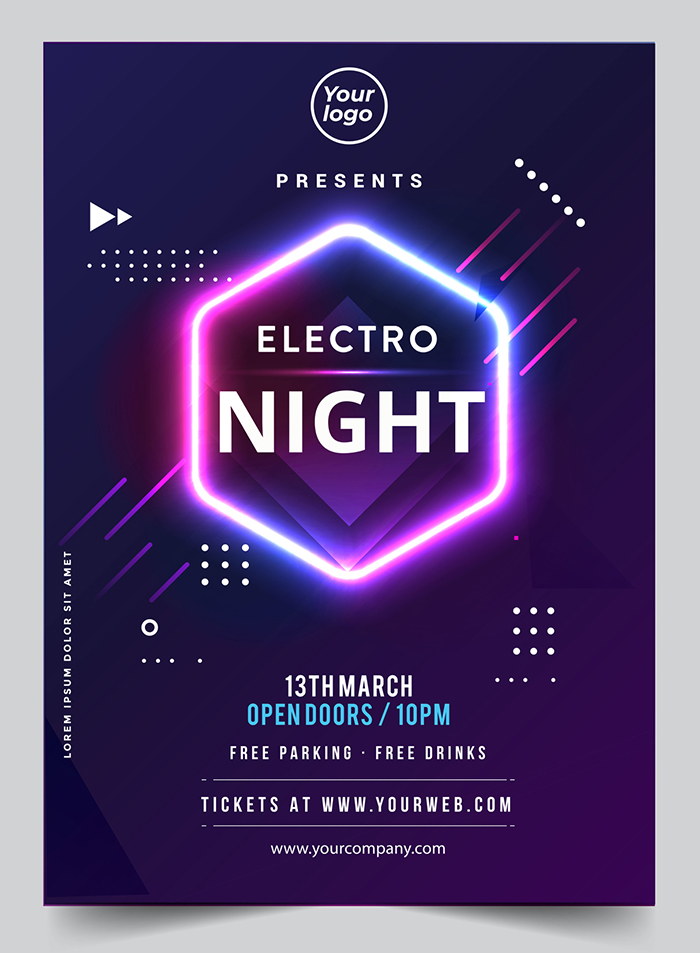 Your
logo
PRESENTS
ELECTRO
NIGHT
LOREM IPSUM DOLOR SIT AMET
13TH MARCH
OPEN DOORS / 10PM
FREE PARKING · FREE DRINKS
TICKETS AT WWW.YOURWEB.COM
www.yourcompany.com